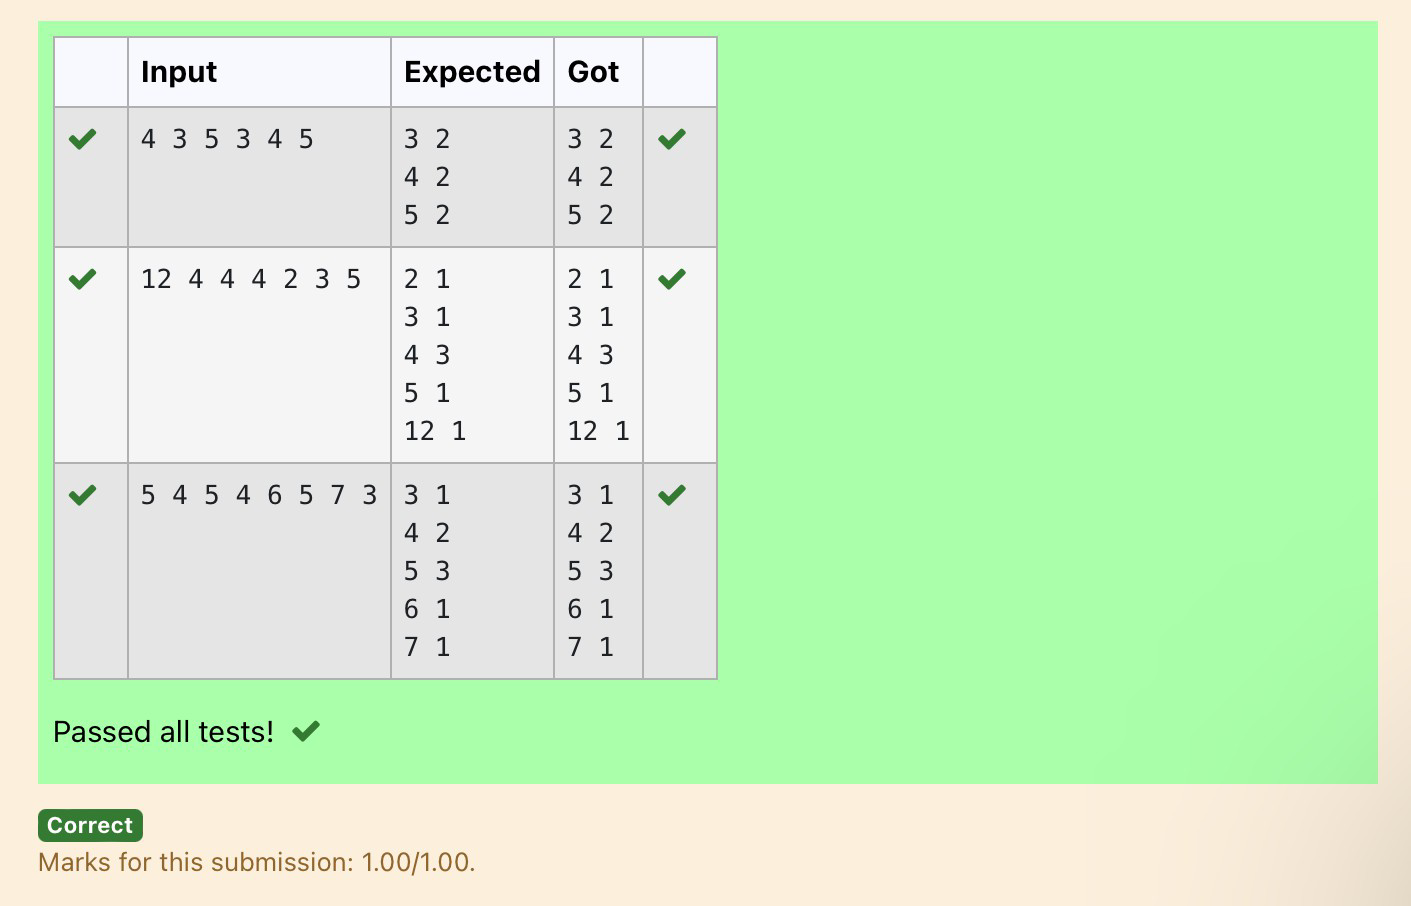 Input Expected Got
4 3 5 3 4 5 3 2 3 2
4 2 4 2
5 2 5 2
12 4 4 4 2 3 5 2 1 2 1
3 1 3 1
4 3 4 3
5 1 5 1
12 1 12 1
5 4 5 4 6 5 7 3 3 1 3 1
4 2 4 2
5 3 5 3
6 1 6 1
7 1 7 1
Passed all tests!
Correct
Marks for this submission: 1.00/1.00.